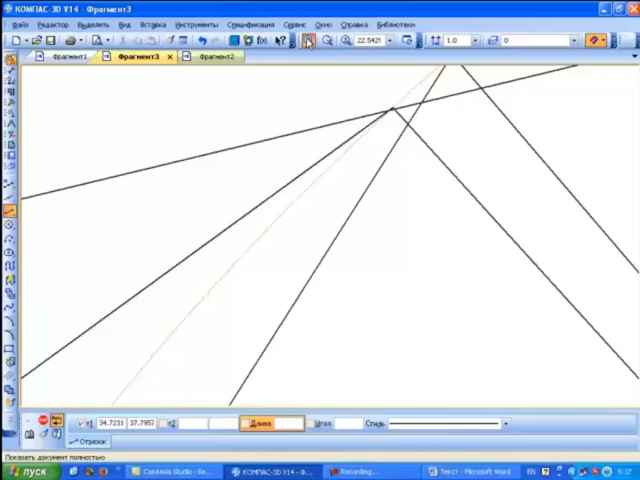 КОМПАС-3D V14 - Фрагмент3
Файл Редактор Выделить Вид Вставка Инструменты Спецификация Сервис Окно Справка Библиотеки
f(x) 22.5429 1.0 0
Фрагмент1 Фрагмент3 Фрагмент2
т1 34.7231 37.7957 т2 Длина Угол Стиль
Отрезок
Показать документ полностью
пуск Camtasia Studio - Бе... КОМПАС-3D V14 - Ф... Recording... Текст - Microsoft Word EN 5:37